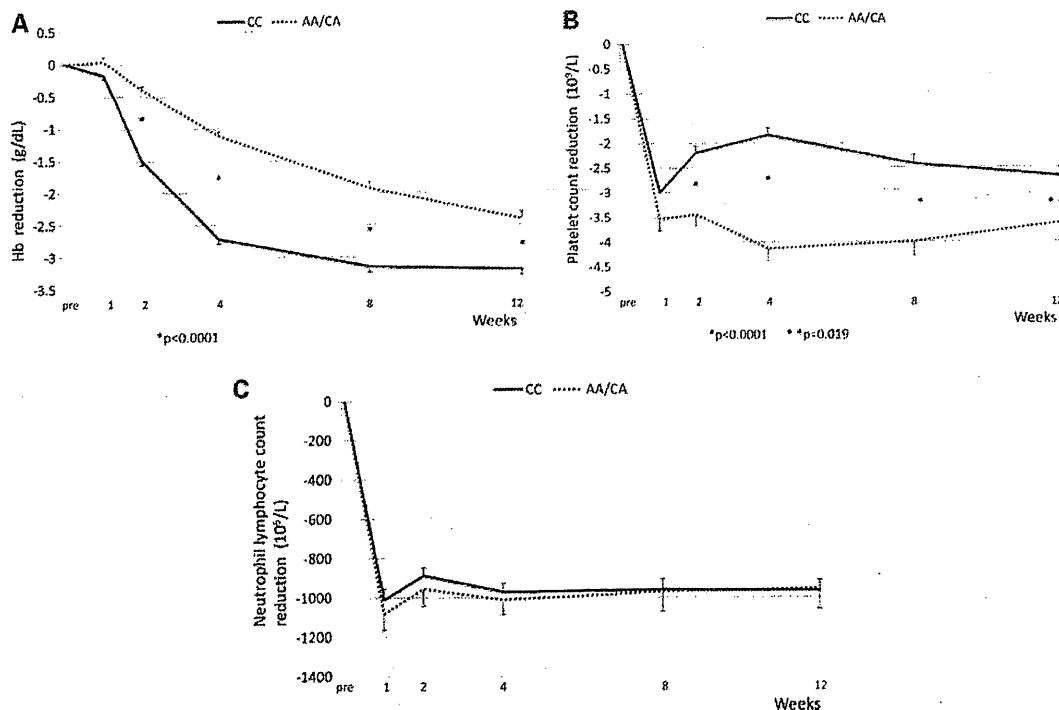 A
CC AA/CA
Hb reduction (g/dL)
0.5
0
-0.5
-1
-1.5
-2
-2.5
-3
-3.5
pre 1 2 4 8 12
Weeks
*p<0.0001
B
CC AA/CA
Platelet count reduction (10⁹/L)
0
-0.5
-1
-1.5
-2
-2.5
-3
-3.5
-4
-4.5
-5
pre 1 2 4 8 12
Weeks
*p<0.0001 **p=0.019
C
CC AA/CA
Neutrophil lymphocyte count
reduction (10⁶/L)
0
-200
-400
-600
-800
-1000
-1200
-1400
pre 1 2 4 8 12
Weeks